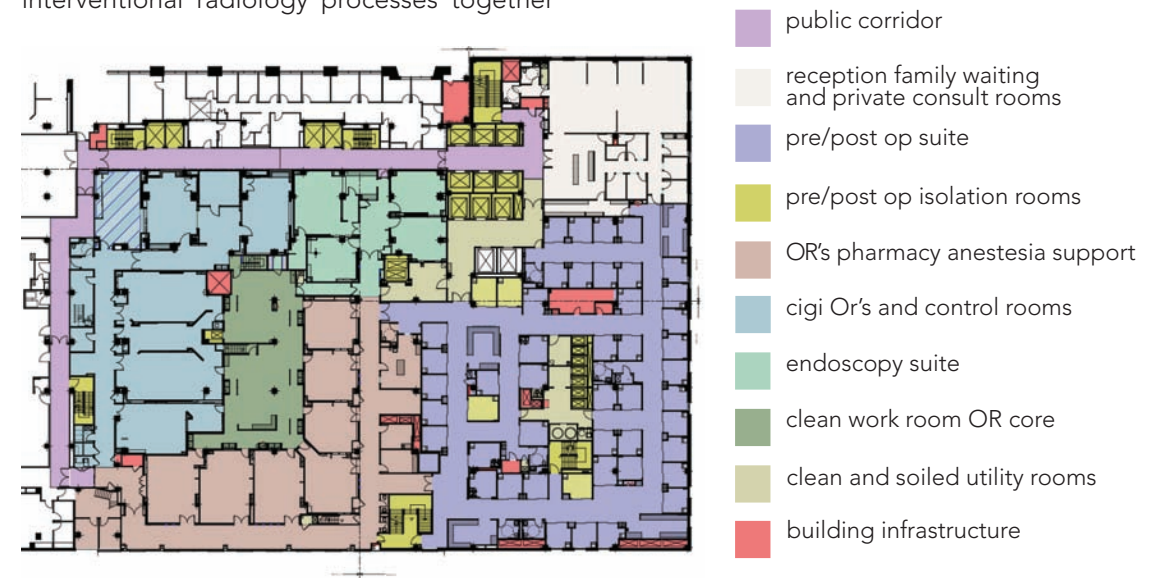 interventional radiology processes together
public corridor
reception family waiting
and private consult rooms
pre/post op suite
pre/post op isolation rooms
OR's pharmacy anestesia support
cigi Or's and control rooms
endoscopy suite
clean work room OR core
clean and soiled utility rooms
building infrastructure